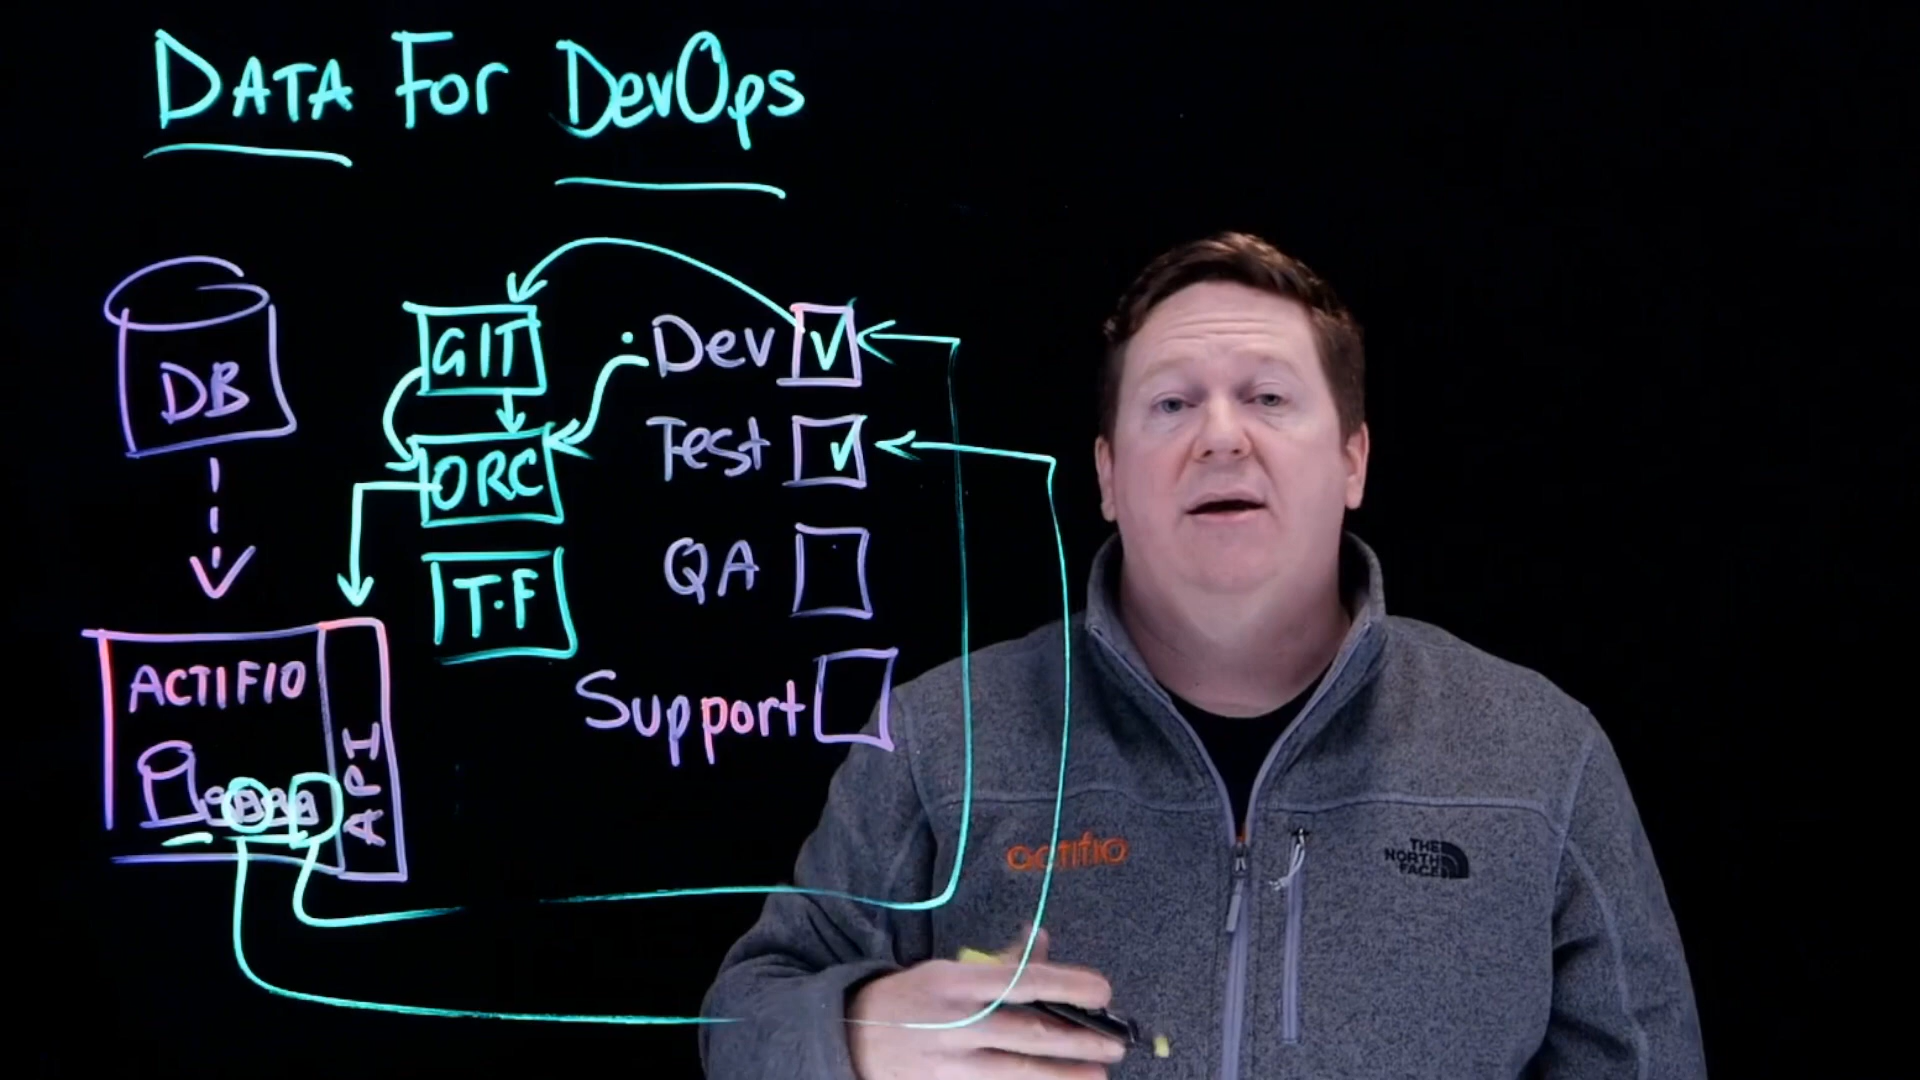 DATA For DevOps
DB
GIT
ORC
T.F
Dev
Test
QA
Support
ACTIFIO
API
actifio
THE
NORTH
FACE